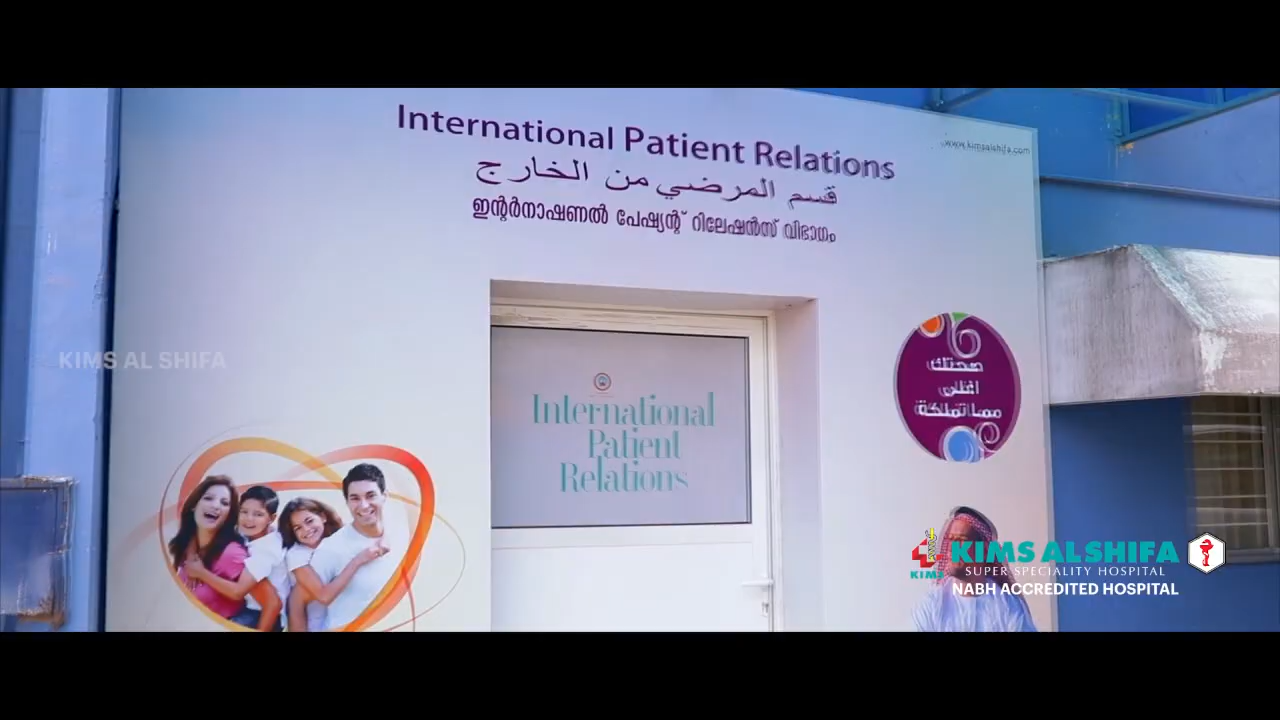 International Patient Relations
www.kimsalshifa.com
قسم المرضي من الخارج
ഇന്റർനാഷണൽ പേഷ്യന്റ് റിലേഷൻസ് വിഭാഗം
KIMS AL SHIFA
صحتك
اغلى
مما تملكة
International
Patient
Relations
KIMS
KIMS ALSHIFA
SUPER SPECIALITY HOSPITAL
NABH ACCREDITED HOSPITAL